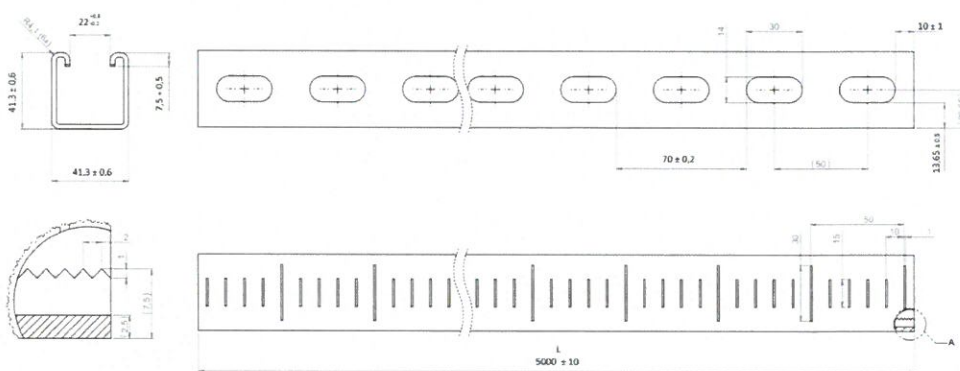 22
R4,1 (8x)
41,3 ± 0,6
7,5 + 0,5
41,3 ± 0,6
14
30
10 ± 1
13,65 ± 0,5
70 ± 0,2
(50)
2
1
(7,5)
(2,5)
30
15
50
10
1
A
L
5000 ± 10